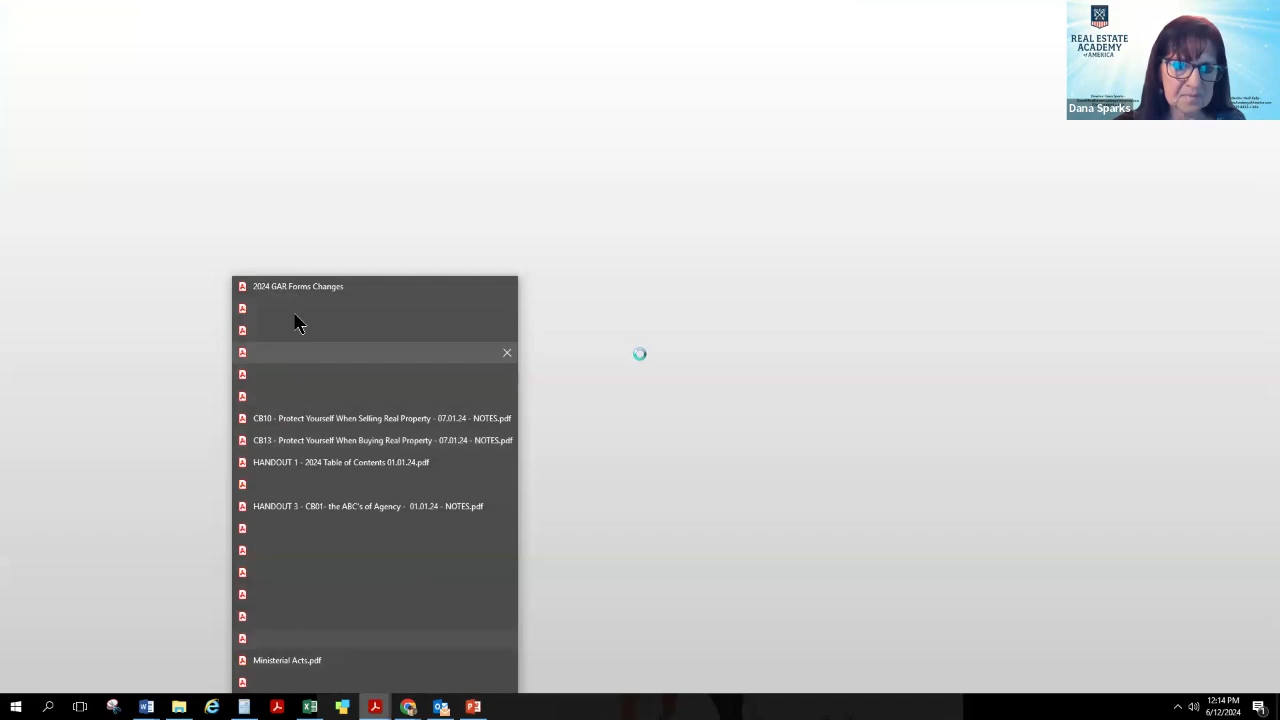 REAL ESTATE
ACADEMY
of AMERICA
Dana Sparks
2024 GAR Forms Changes
CB10 - Protect Yourself When Selling Real Property - 07.01.24 - NOTES.pdf
CB13 - Protect Yourself When Buying Real Property - 07.01.24 - NOTES.pdf
HANDOUT 1 - 2024 Table of Contents 01.01.24.pdf
HANDOUT 3 - CB01- the ABC's of Agency - 01.01.24 - NOTES.pdf
Ministerial Acts.pdf
12:14 PM
6/12/2024